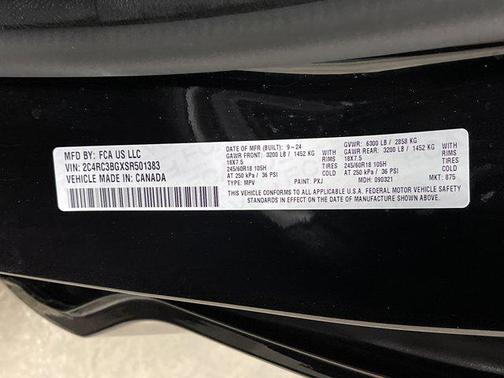 MFD BY: FCA US LLC
VIN: 2C4RC3BGXSR501383
VEHICLE MADE IN: CANADA
DATE OF MFR (BUILT): 9-24 GVWR: 6300 LB / 2858 KG
GAWR FRONT: 3200 LB / 1452 KG WITH GAWR REAR: 3200 LB / 1452 KG WITH
18X7.5 RIMS 18X7.5 RIMS
245/60R18 105H TIRES 245/60R18 105H TIRES
AT 250 kPa / 36 PSI AT 250 kPa / 36 PSI
TYPE: MPV PAINT: PXJ MDH: 090321 MKT: 875
THIS VEHICLE CONFORMS TO ALL APPLICABLE U.S.A. FEDERAL MOTOR VEHICLE SAFETY
STANDARDS IN EFFECT ON THE DATE OF MANUFACTURE SHOWN ABOVE.